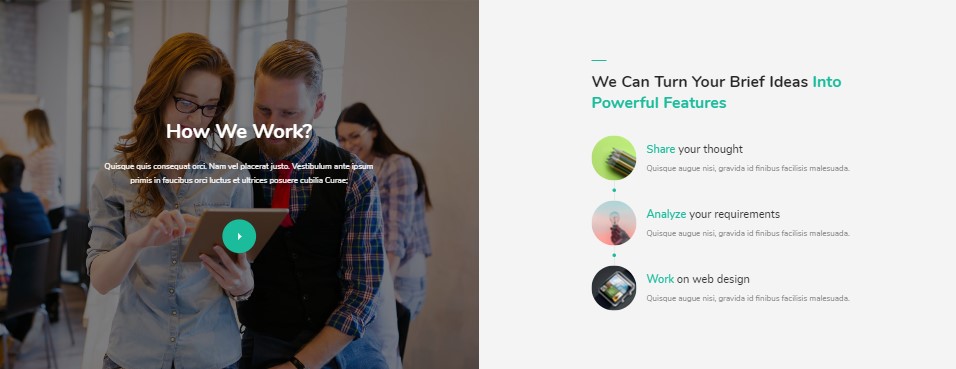 How We Work?
Quisque quis consequat orci. Nam vel placerat justo. Vestibulum ante ipsum
primis in faucibus orci luctus et ultrices posuere cubilia Curae;
We Can Turn Your Brief Ideas Into
Powerful Features
Share your thought
Quisque augue nisi, gravida id finibus facilisis malesuada.
Analyze your requirements
Quisque augue nisi, gravida id finibus facilisis malesuada.
Work on web design
Quisque augue nisi, gravida id finibus facilisis malesuada.